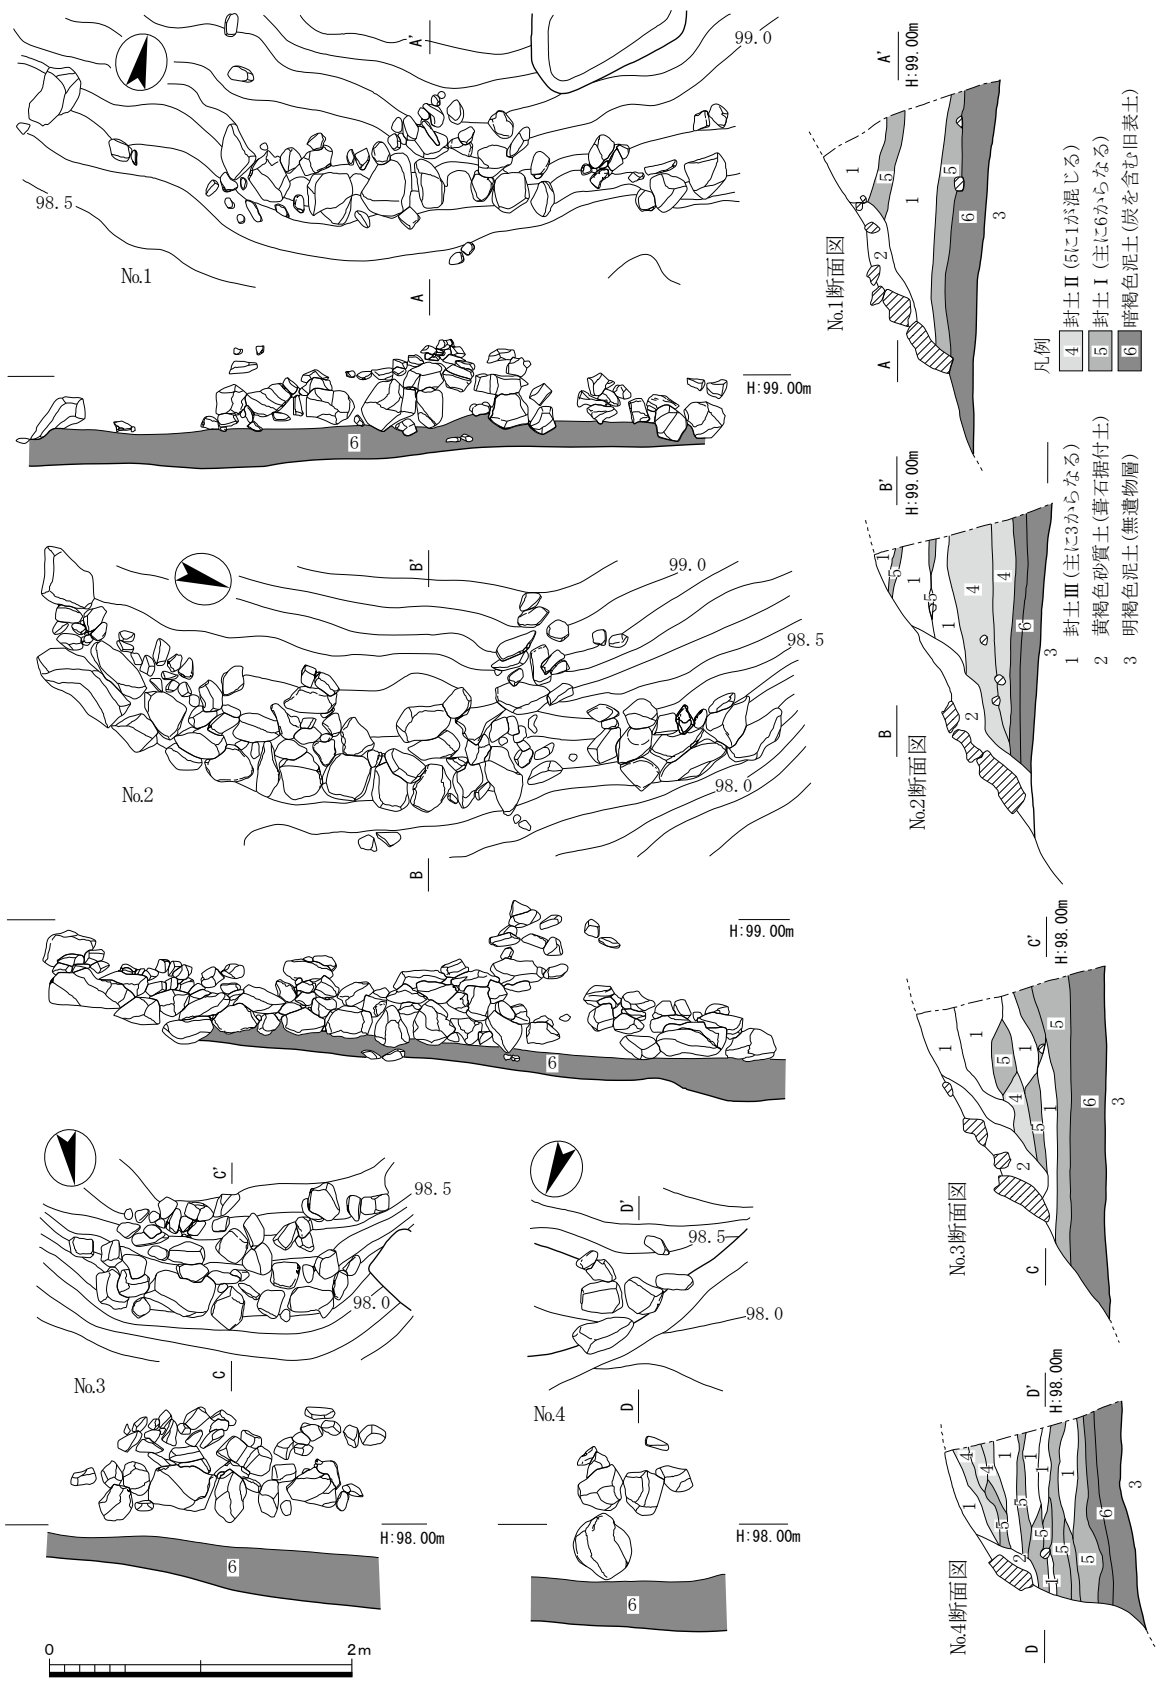 A'
99.0
98.5
No.1
A
H:99.00m
6
B'
99.0
98.5
98.0
No.2
B
H:99.00m
6
C'
98.5
98.0
No.3
C
H:98.00m
6
D'
98.5
98.0
No.4
D
H:98.00m
6
0 2m
A'
H:99.00m
1
5
1
5
6
3
2
No.1断面図
A
B'
H:99.00m
1
5
1
5
1
4
4
6
3
2
No.2断面図
B
C'
H:98.00m
1
1
5
1
5
4
1
5
6
3
2
No.3断面図
C
D'
H:98.00m
4
4
1
1
5
5
1
1
5
5
5
6
3
2
1
No.4断面図
D
凡例
4 封土Ⅱ(5に1が混じる)
5 封土Ⅰ(主に6からなる)
6 暗褐色泥土(炭を含む旧表土)
1 封土Ⅲ(主に3からなる)
2 黄褐色砂質土(葺石据付土)
3 明褐色泥土(無遺物層)